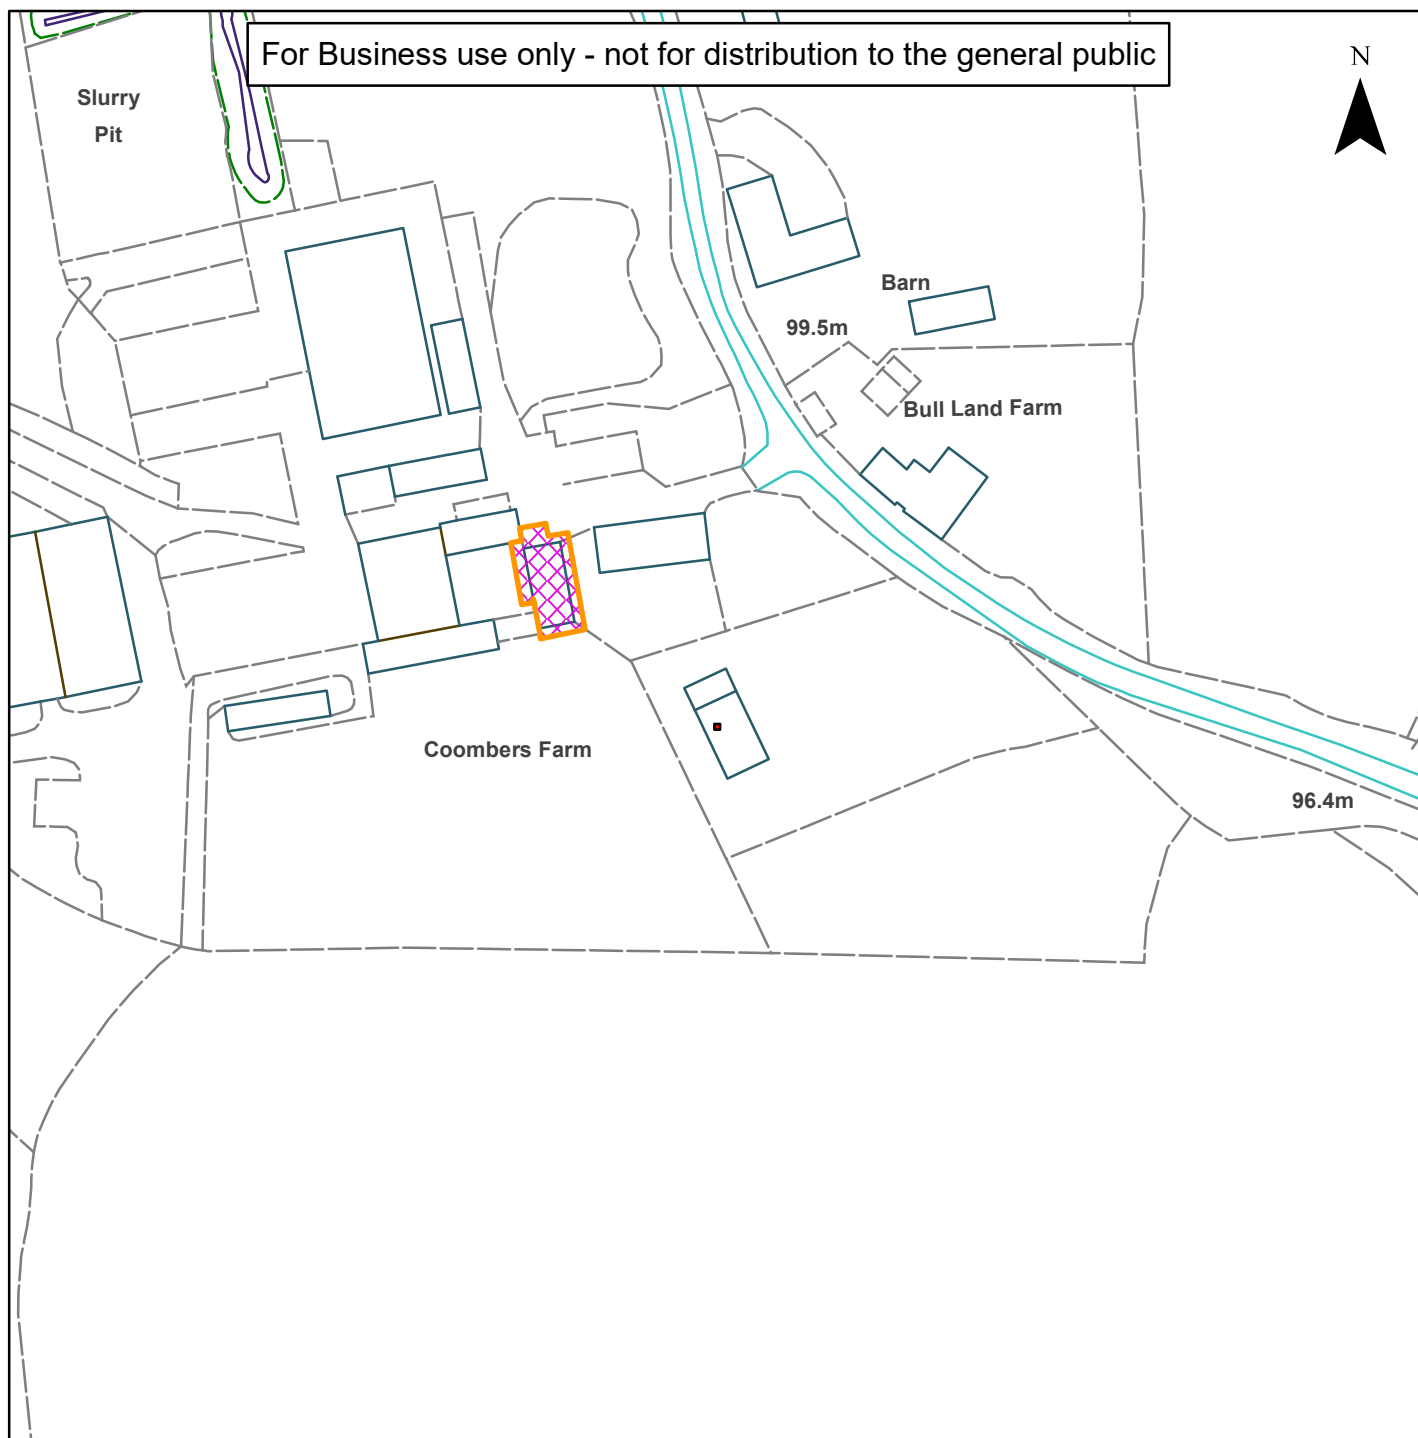 For Business use only - not for distribution to the general public
N
Slurry
Pit
Barn
99.5m
Bull Land Farm
Coombers Farm
96.4m